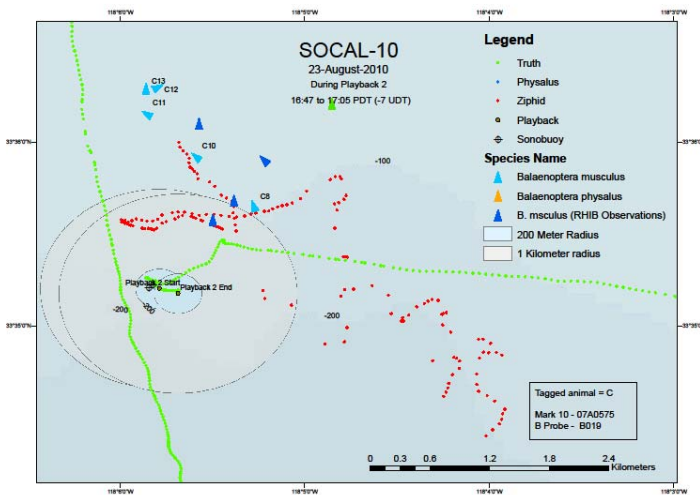 118°6'0"W
118°5'0"W
118°4'0"W
118°3'0"W
SOCAL-10
23-August-2010
During Playback 2
16:47 to 17:05 PDT (-7 UDT)
Legend
Truth
Physalus
Ziphid
Playback
Sonobuoy
Species Name
Balaenoptera musculus
Balaenoptera physalus
B. msculus (RHIB Observations)
200 Meter Radius
1 Kilometer radius
C13
C12
C11
C10
C8
33°36'0"
33°36'0"
-100
Playback 2 Start
Playback 2 End
-200
-200
-200
33°35'0"
33°35'0"
Tagged animal = C
Mark 10 - 07A0575
B Probe - B019
0 0.3 0.6 1.2 1.8 2.4
Kilometers
118°6'0"W
118°5'0"W
118°4'0"W
118°3'0"W